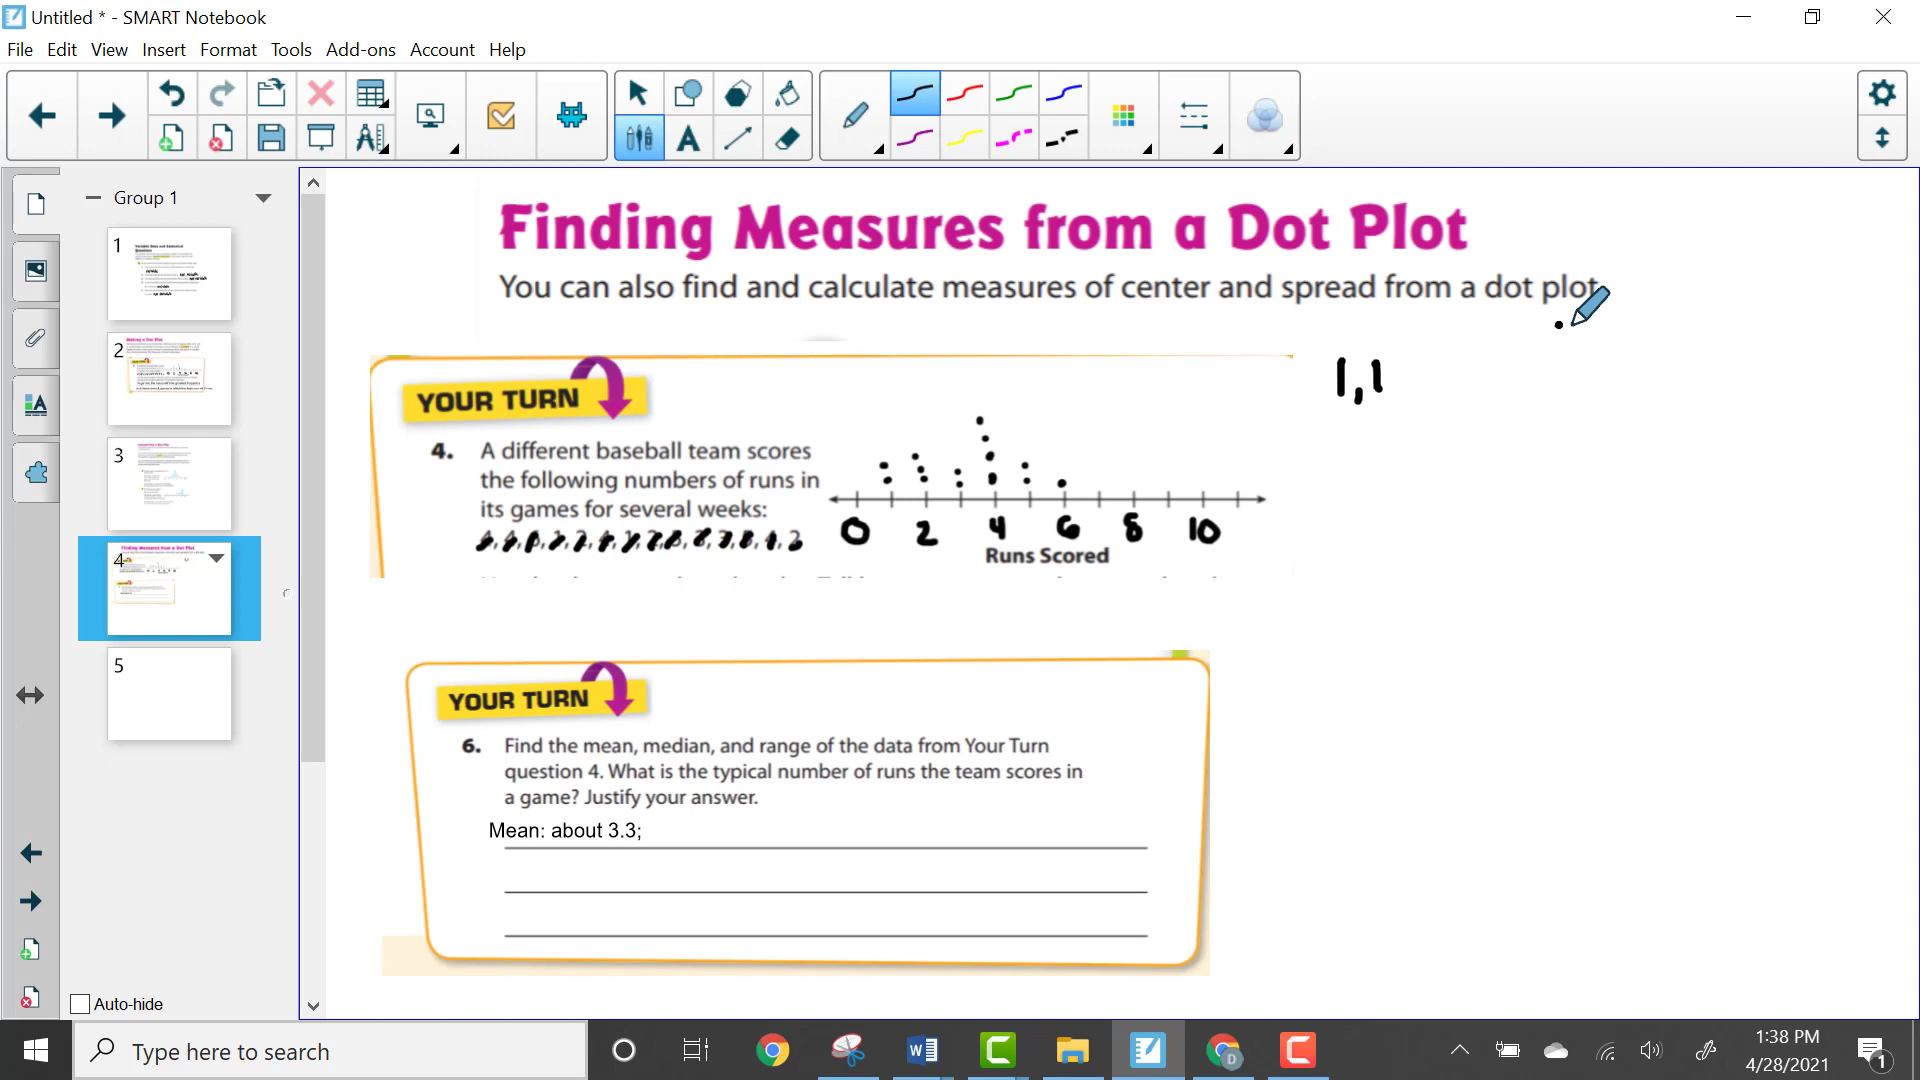 Untitled * - SMART Notebook
File Edit View Insert Format Tools Add-ons Account Help
Group 1
1
2
3
4
5
Auto-hide
Finding Measures from a Dot Plot
You can also find and calculate measures of center and spread from a dot plot.
1,1
YOUR TURN
4. A different baseball team scores
the following numbers of runs in
its games for several weeks:
0 2 4 6 8 10
Runs Scored
YOUR TURN
6. Find the mean, median, and range of the data from Your Turn
question 4. What is the typical number of runs the team scores in
a game? Justify your answer.
Mean: about 3.3;
Type here to search
1:38 PM
4/28/2021
1